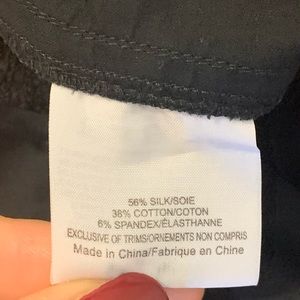 56% SILK/SOIE
38% COTTON/COTON
6% SPANDEX/ÉLASTHANNE
EXCLUSIVE OF TRIMS/ORNEMENTS NON COMPRIS
Made in China/Fabrique en Chine